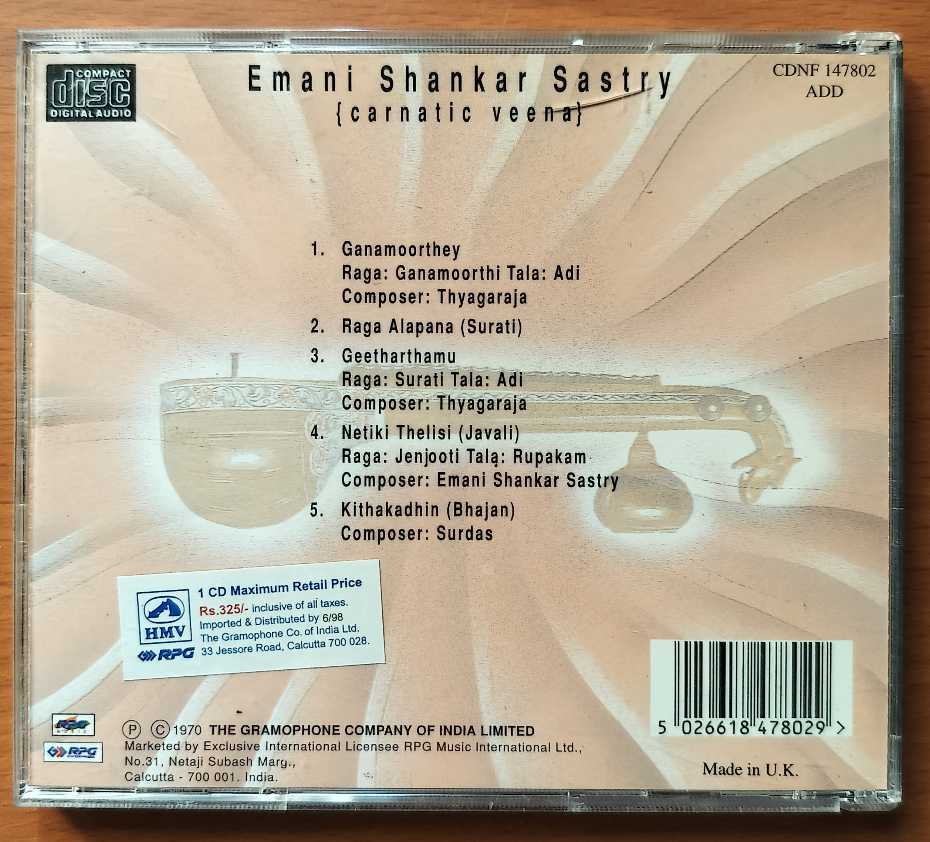 COMPACT
disc
DIGITAL AUDIO
Emani Shankar Sastry
{carnatic veena}
CDNF 147802
ADD
1. Ganamoorthey
Raga: Ganamoorthi Tala: Adi
Composer: Thyagaraja
2. Raga Alapana (Surati)
3. Geetharthamu
Raga: Surati Tala: Adi
Composer: Thyagaraja
4. Netiki Thelisi (Javali)
Raga: Jenjooti Tala: Rupakam
Composer: Emani Shankar Sastry
5. Kithakadhin (Bhajan)
Composer: Surdas
HMV
RPG
1 CD Maximum Retail Price
Rs.325/- inclusive of all taxes.
Imported & Distributed by 6/98
The Gramophone Co. of India Ltd.
33 Jessore Road, Calcutta 700 028.
RPG
Ⓟ © 1970 THE GRAMOPHONE COMPANY OF INDIA LIMITED
Marketed by Exclusive International Licensee RPG Music International Ltd.,
No.31, Netaji Subash Marg.,
Calcutta - 700 001. India.
5 026618 478029 >
Made in U.K.